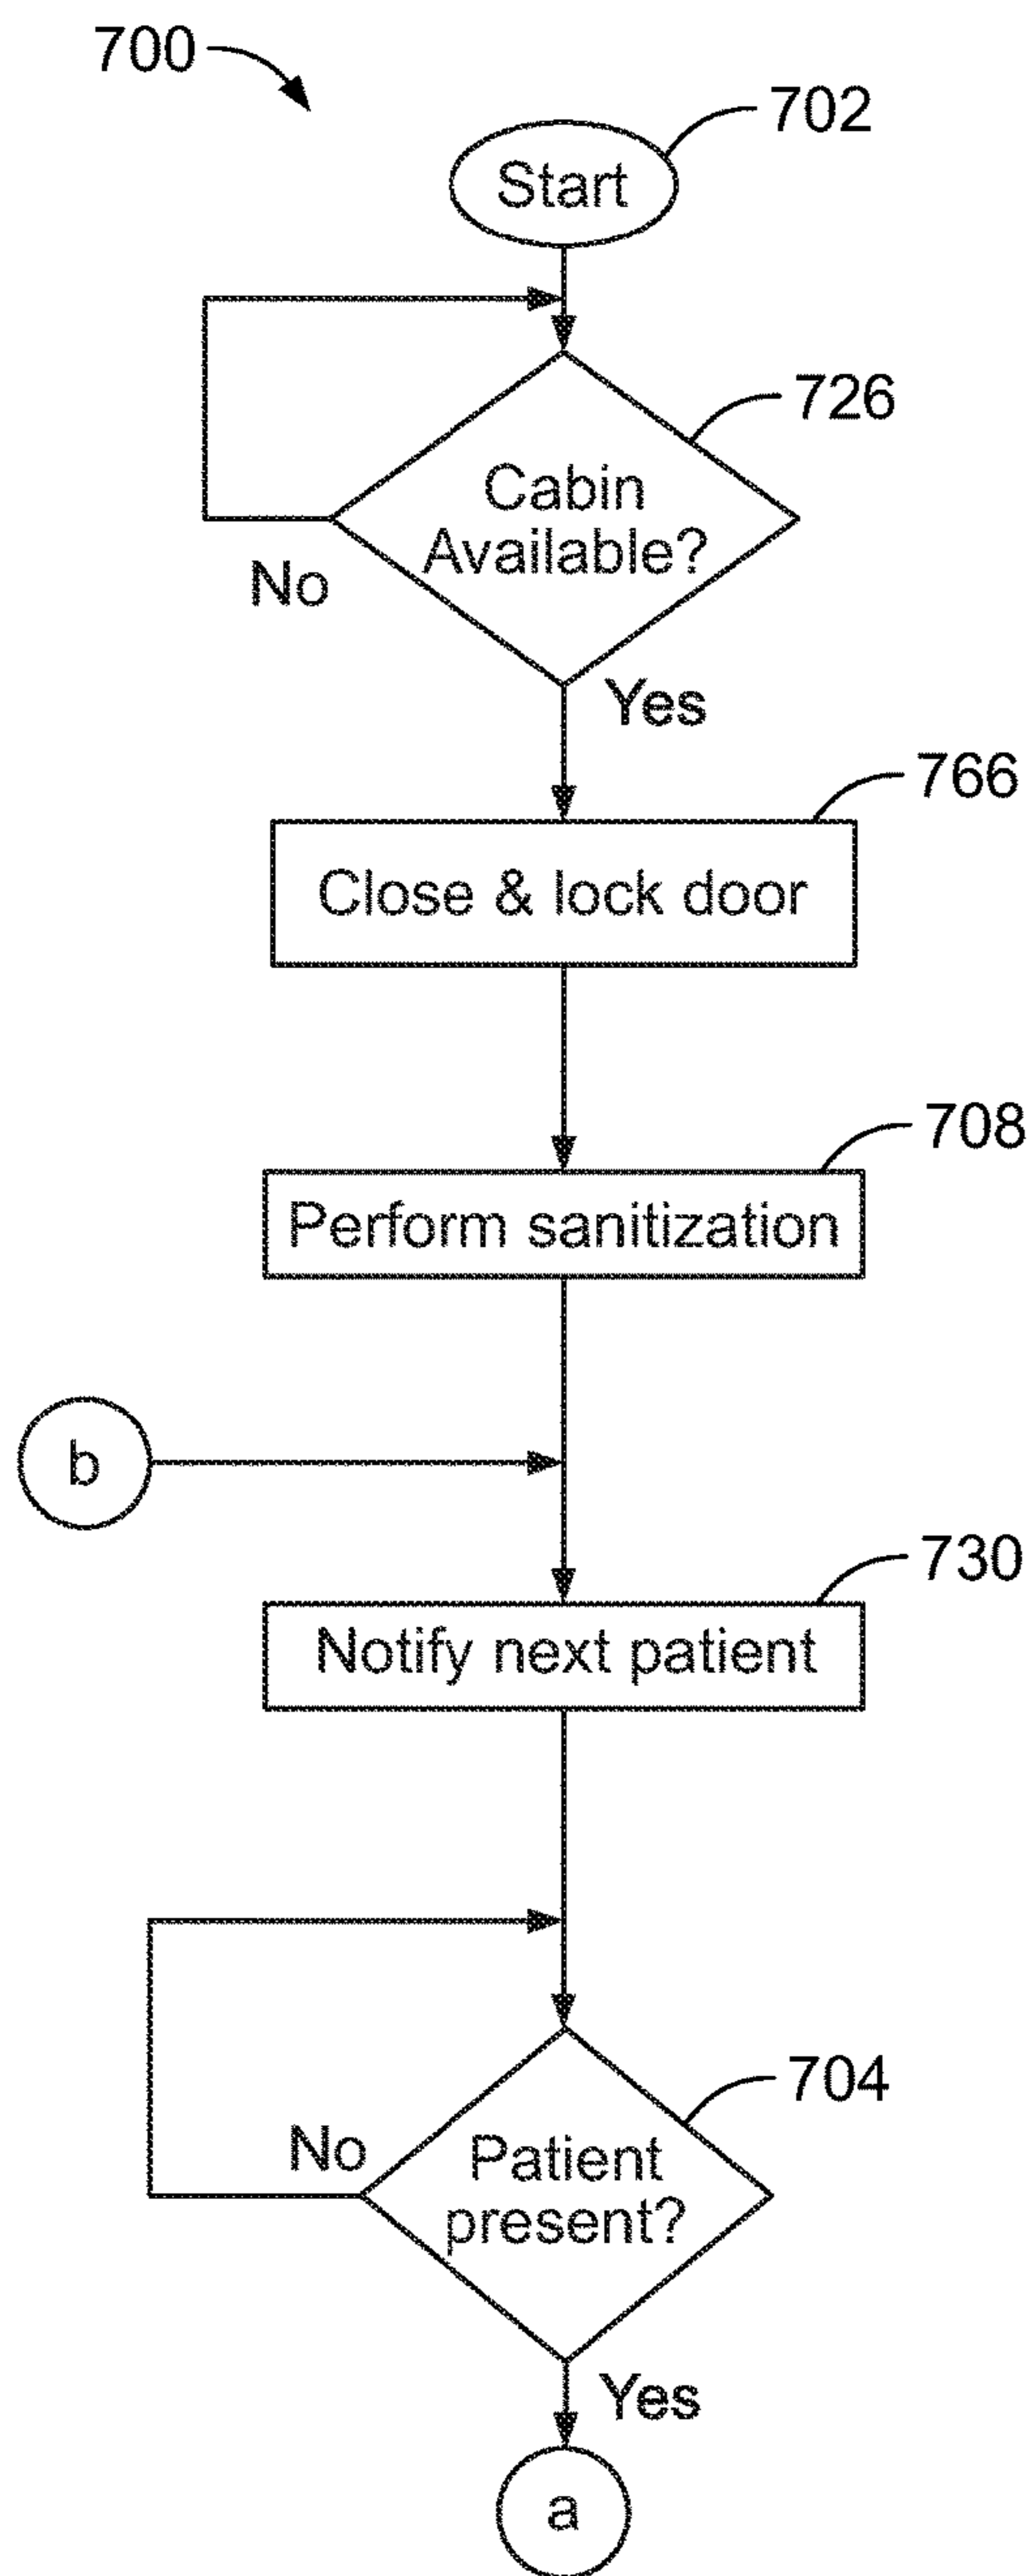 700
702
Start
726
Cabin
Available?
No
Yes
766
Close & lock door
708
Perform sanitization
b
730
Notify next patient
704
No
Patient
present?
Yes
a